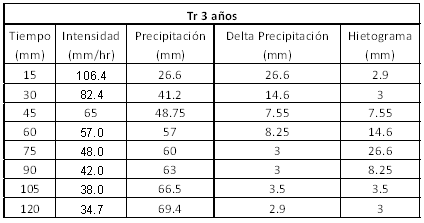 Tr 3 años
Tiempo Intensidad Precipitación Delta Precipitación Hietograma
(mm) (mm/hr) (mm) (mm) (mm)
15 106.4 26.6 26.6 2.9
30 82.4 41.2 14.6 3
45 65 48.75 7.55 7.55
60 57.0 57 8.25 14.6
75 48.0 60 3 26.6
90 42.0 63 3 8.25
105 38.0 66.5 3.5 3.5
120 34.7 69.4 2.9 3